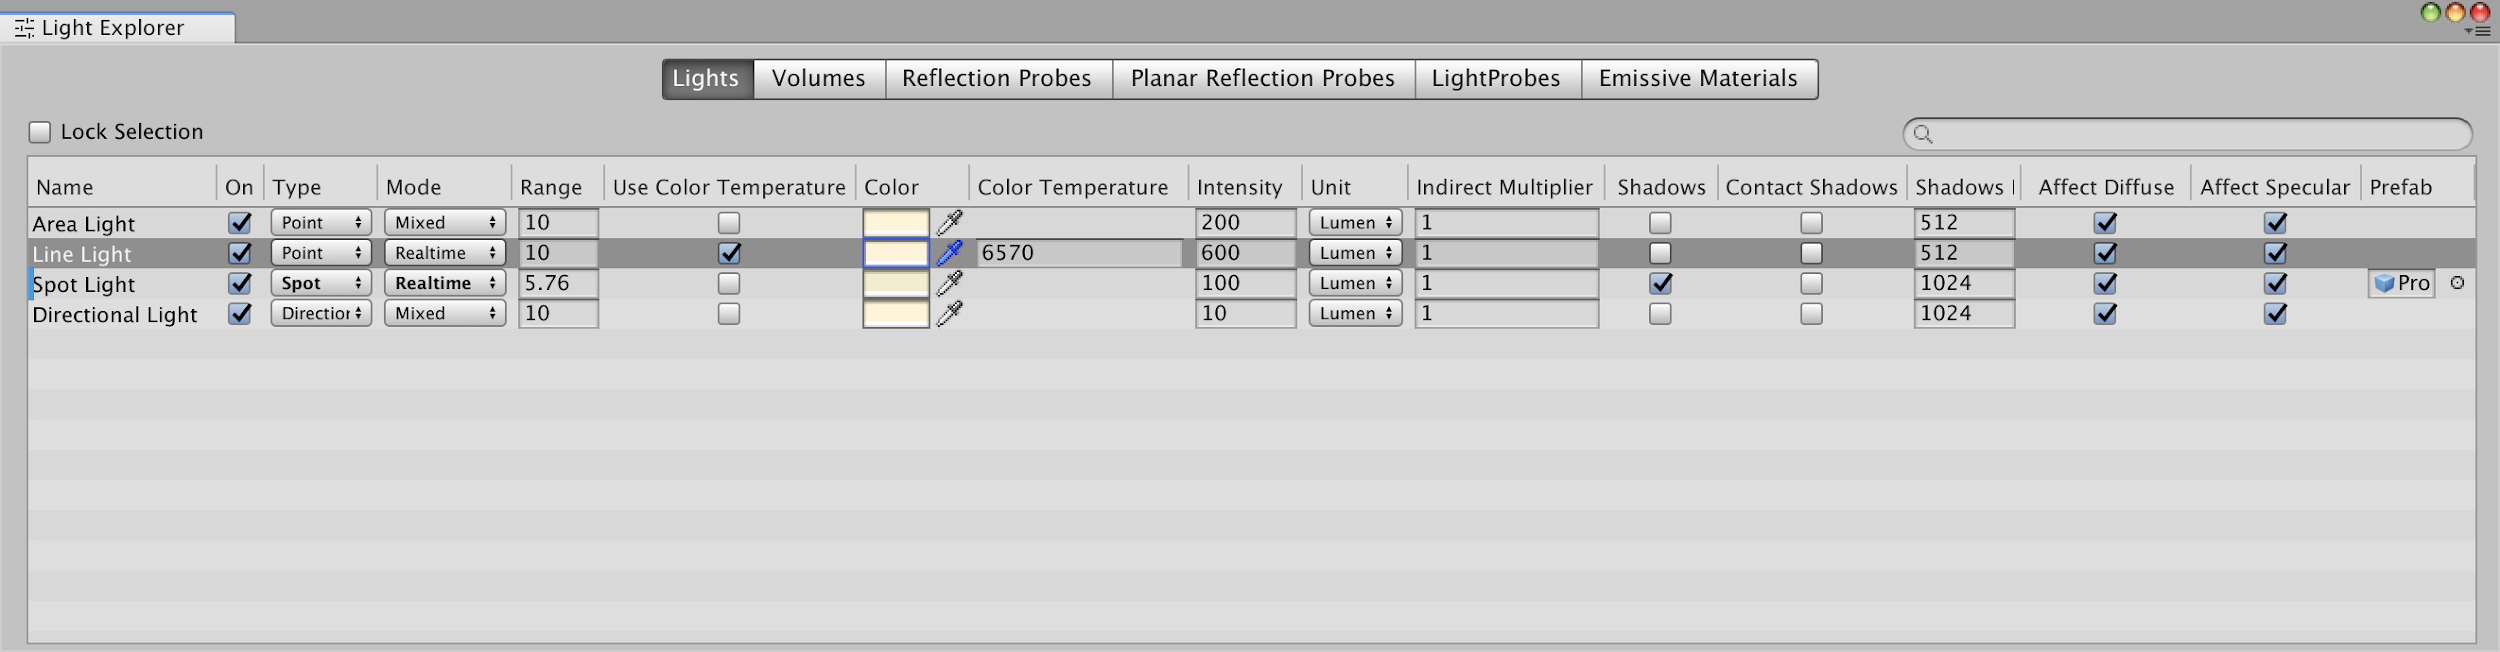 Light Explorer
Lights Volumes Reflection Probes Planar Reflection Probes LightProbes Emissive Materials
Lock Selection
Name On Type Mode Range Use Color Temperature Color Color Temperature Intensity Unit Indirect Multiplier Shadows Contact Shadows Shadows Affect Diffuse Affect Specular Prefab
Area Light Point Mixed 10 200 Lumen 1 512
Line Light Point Realtime 10 6570 600 Lumen 1 512
Spot Light Spot Realtime 5.76 100 Lumen 1 1024 Pro
Directional Light Direction Mixed 10 10 Lumen 1 1024